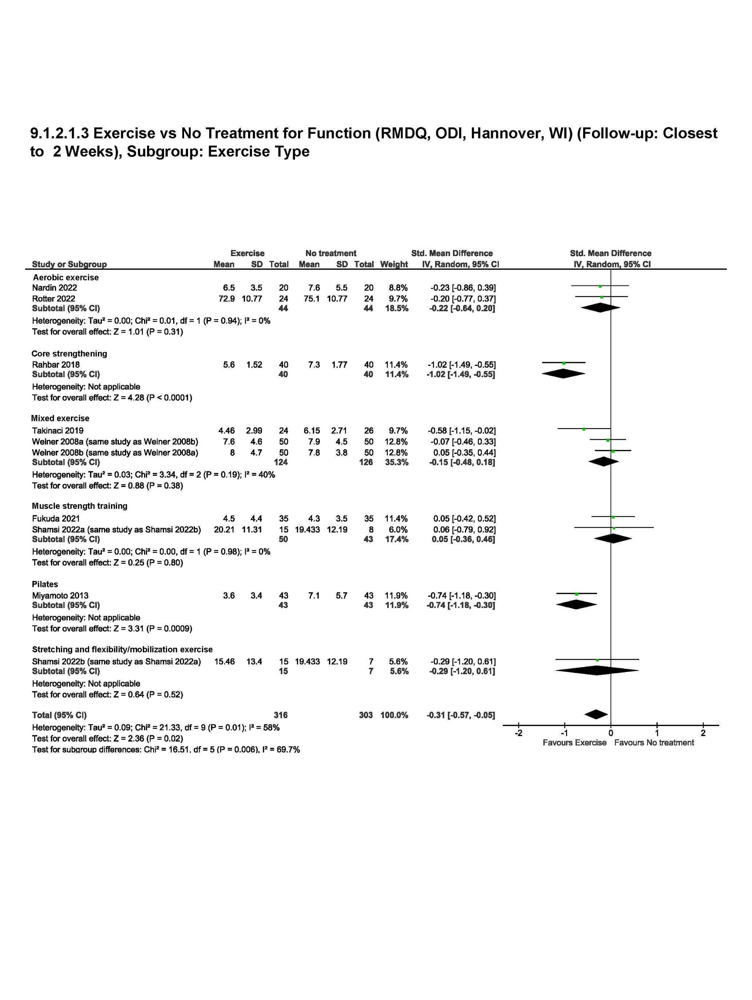 9.1.2.1.3 Exercise vs No Treatment for Function (RMDQ, ODI, Hannover, WI) (Follow-up: Closest
to 2 Weeks), Subgroup: Exercise Type
Exercise No treatment Std. Mean Difference Std. Mean Difference
Study or Subgroup Mean SD Total Mean SD Total Weight IV, Random, 95% CI IV, Random, 95% CI
Aerobic exercise
Nardin 2022 6.5 3.5 20 7.6 5.5 20 8.8% -0.23 [-0.86, 0.39]
Rotter 2022 72.9 10.77 24 75.1 10.77 24 9.7% -0.20 [-0.77, 0.37]
Subtotal (95% CI) 44 44 18.5% -0.22 [-0.64, 0.20]
Heterogeneity: Tau² = 0.00; Chi² = 0.01, df = 1 (P = 0.94); I² = 0%
Test for overall effect: Z = 1.01 (P = 0.31)
Core strengthening
Rahbar 2018 5.6 1.52 40 7.3 1.77 40 11.4% -1.02 [-1.49, -0.55]
Subtotal (95% CI) 40 40 11.4% -1.02 [-1.49, -0.55]
Heterogeneity: Not applicable
Test for overall effect: Z = 4.28 (P < 0.0001)
Mixed exercise
Takinaci 2019 4.46 2.99 24 6.15 2.71 26 9.7% -0.58 [-1.15, -0.02]
Weiner 2008a (same study as Weiner 2008b) 7.6 4.6 50 7.9 4.5 50 12.8% -0.07 [-0.46, 0.33]
Weiner 2008b (same study as Weiner 2008a) 8 4.7 50 7.8 3.8 50 12.8% 0.05 [-0.35, 0.44]
Subtotal (95% CI) 124 126 35.3% -0.15 [-0.48, 0.18]
Heterogeneity: Tau² = 0.03; Chi² = 3.34, df = 2 (P = 0.19); I² = 40%
Test for overall effect: Z = 0.88 (P = 0.38)
Muscle strength training
Fukuda 2021 4.5 4.4 35 4.3 3.5 35 11.4% 0.05 [-0.42, 0.52]
Shamsi 2022a (same study as Shamsi 2022b) 20.21 11.31 15 19.433 12.19 8 6.0% 0.06 [-0.79, 0.92]
Subtotal (95% CI) 50 43 17.4% 0.05 [-0.36, 0.46]
Heterogeneity: Tau² = 0.00; Chi² = 0.00, df = 1 (P = 0.98); I² = 0%
Test for overall effect: Z = 0.25 (P = 0.80)
Pilates
Miyamoto 2013 3.6 3.4 43 7.1 5.7 43 11.9% -0.74 [-1.18, -0.30]
Subtotal (95% CI) 43 43 11.9% -0.74 [-1.18, -0.30]
Heterogeneity: Not applicable
Test for overall effect: Z = 3.31 (P = 0.0009)
Stretching and flexibility/mobilization exercise
Shamsi 2022b (same study as Shamsi 2022a) 15.46 13.4 15 19.433 12.19 7 5.6% -0.29 [-1.20, 0.61]
Subtotal (95% CI) 15 7 5.6% -0.29 [-1.20, 0.61]
Heterogeneity: Not applicable
Test for overall effect: Z = 0.64 (P = 0.52)
Total (95% CI) 316 303 100.0% -0.31 [-0.57, -0.05]
Heterogeneity: Tau² = 0.09; Chi² = 21.33, df = 9 (P = 0.01); I² = 58%
Test for overall effect: Z = 2.36 (P = 0.02)
Test for subgroup differences: Chi² = 16.51, df = 5 (P = 0.006), I² = 69.7%
-2 -1 0 1 2
Favours Exercise Favours No treatment